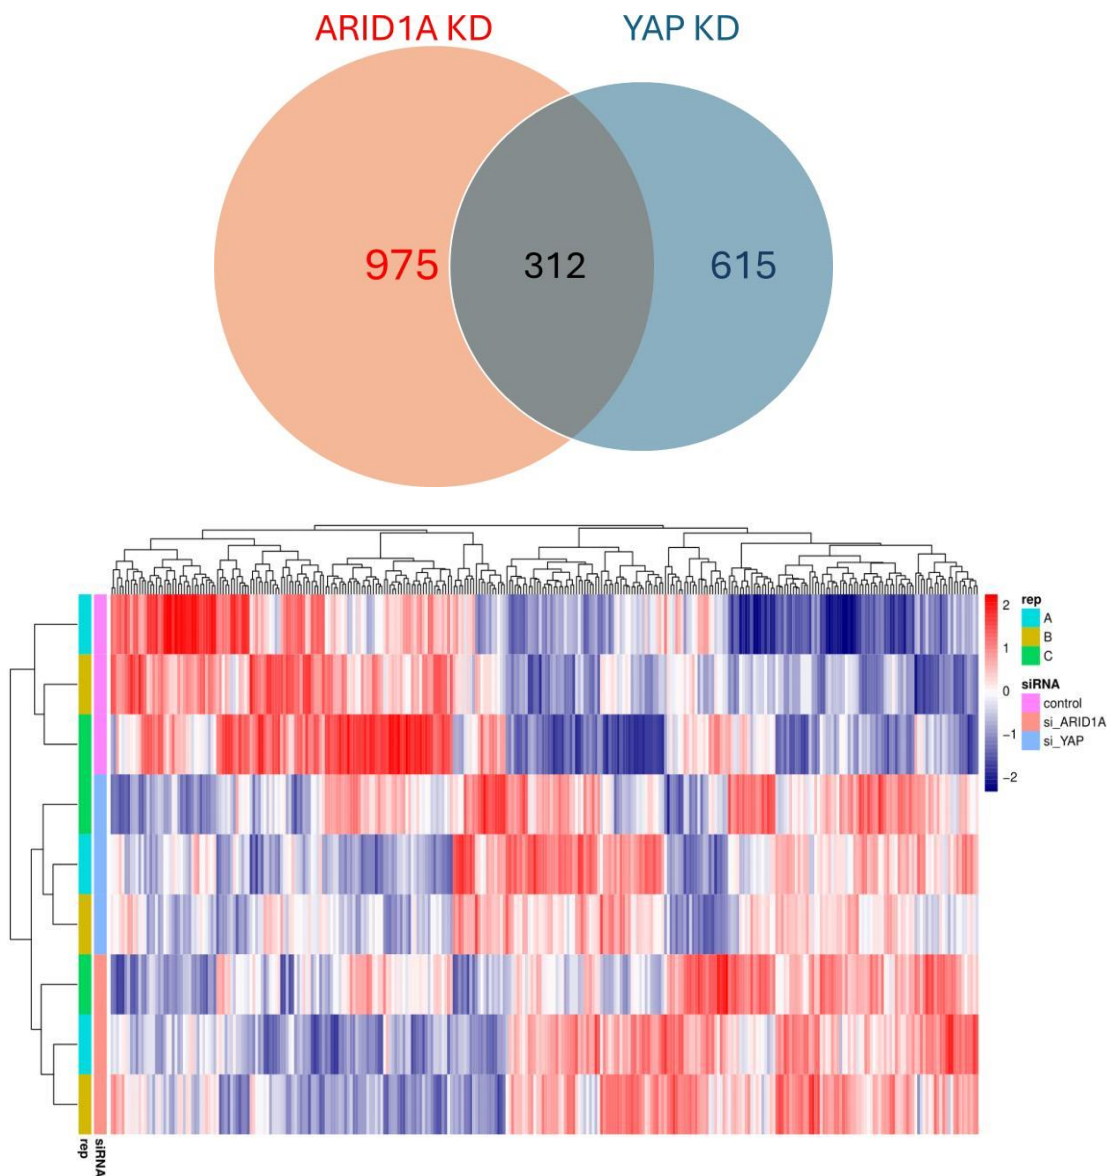 ARID1A KD
YAP KD
975
312
615
2
1
0
−1
−2
rep
A
B
C
siRNA
control
si_ARID1A
si_YAP
rep
siRNA